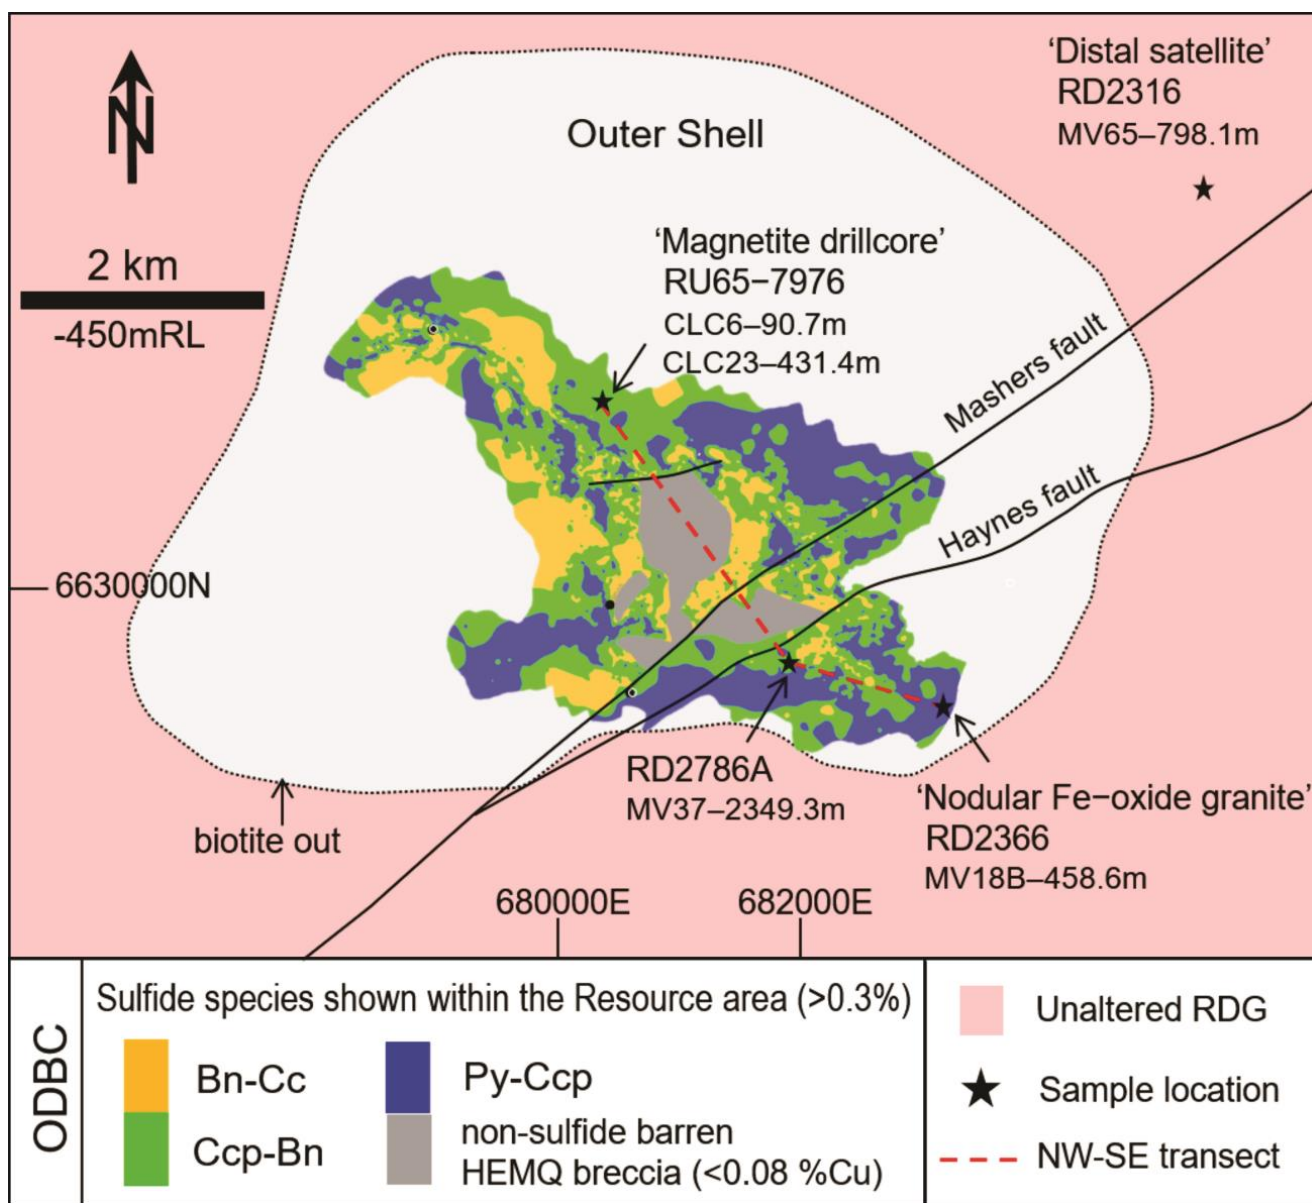 'Distal satellite'
RD2316
MV65–798.1m
Outer Shell
N
2 km
-450mRL
'Magnetite drillcore'
RU65−7976
CLC6–90.7m
CLC23–431.4m
Mashers fault
Haynes fault
6630000N
RD2786A
MV37–2349.3m
'Nodular Fe−oxide granite'
RD2366
MV18B–458.6m
biotite out
680000E
682000E
ODBC
Sulfide species shown within the Resource area (>0.3%)
Bn-Cc
Py-Ccp
Ccp-Bn
non-sulfide barren
HEMQ breccia (<0.08 %Cu)
Unaltered RDG
Sample location
NW-SE transect